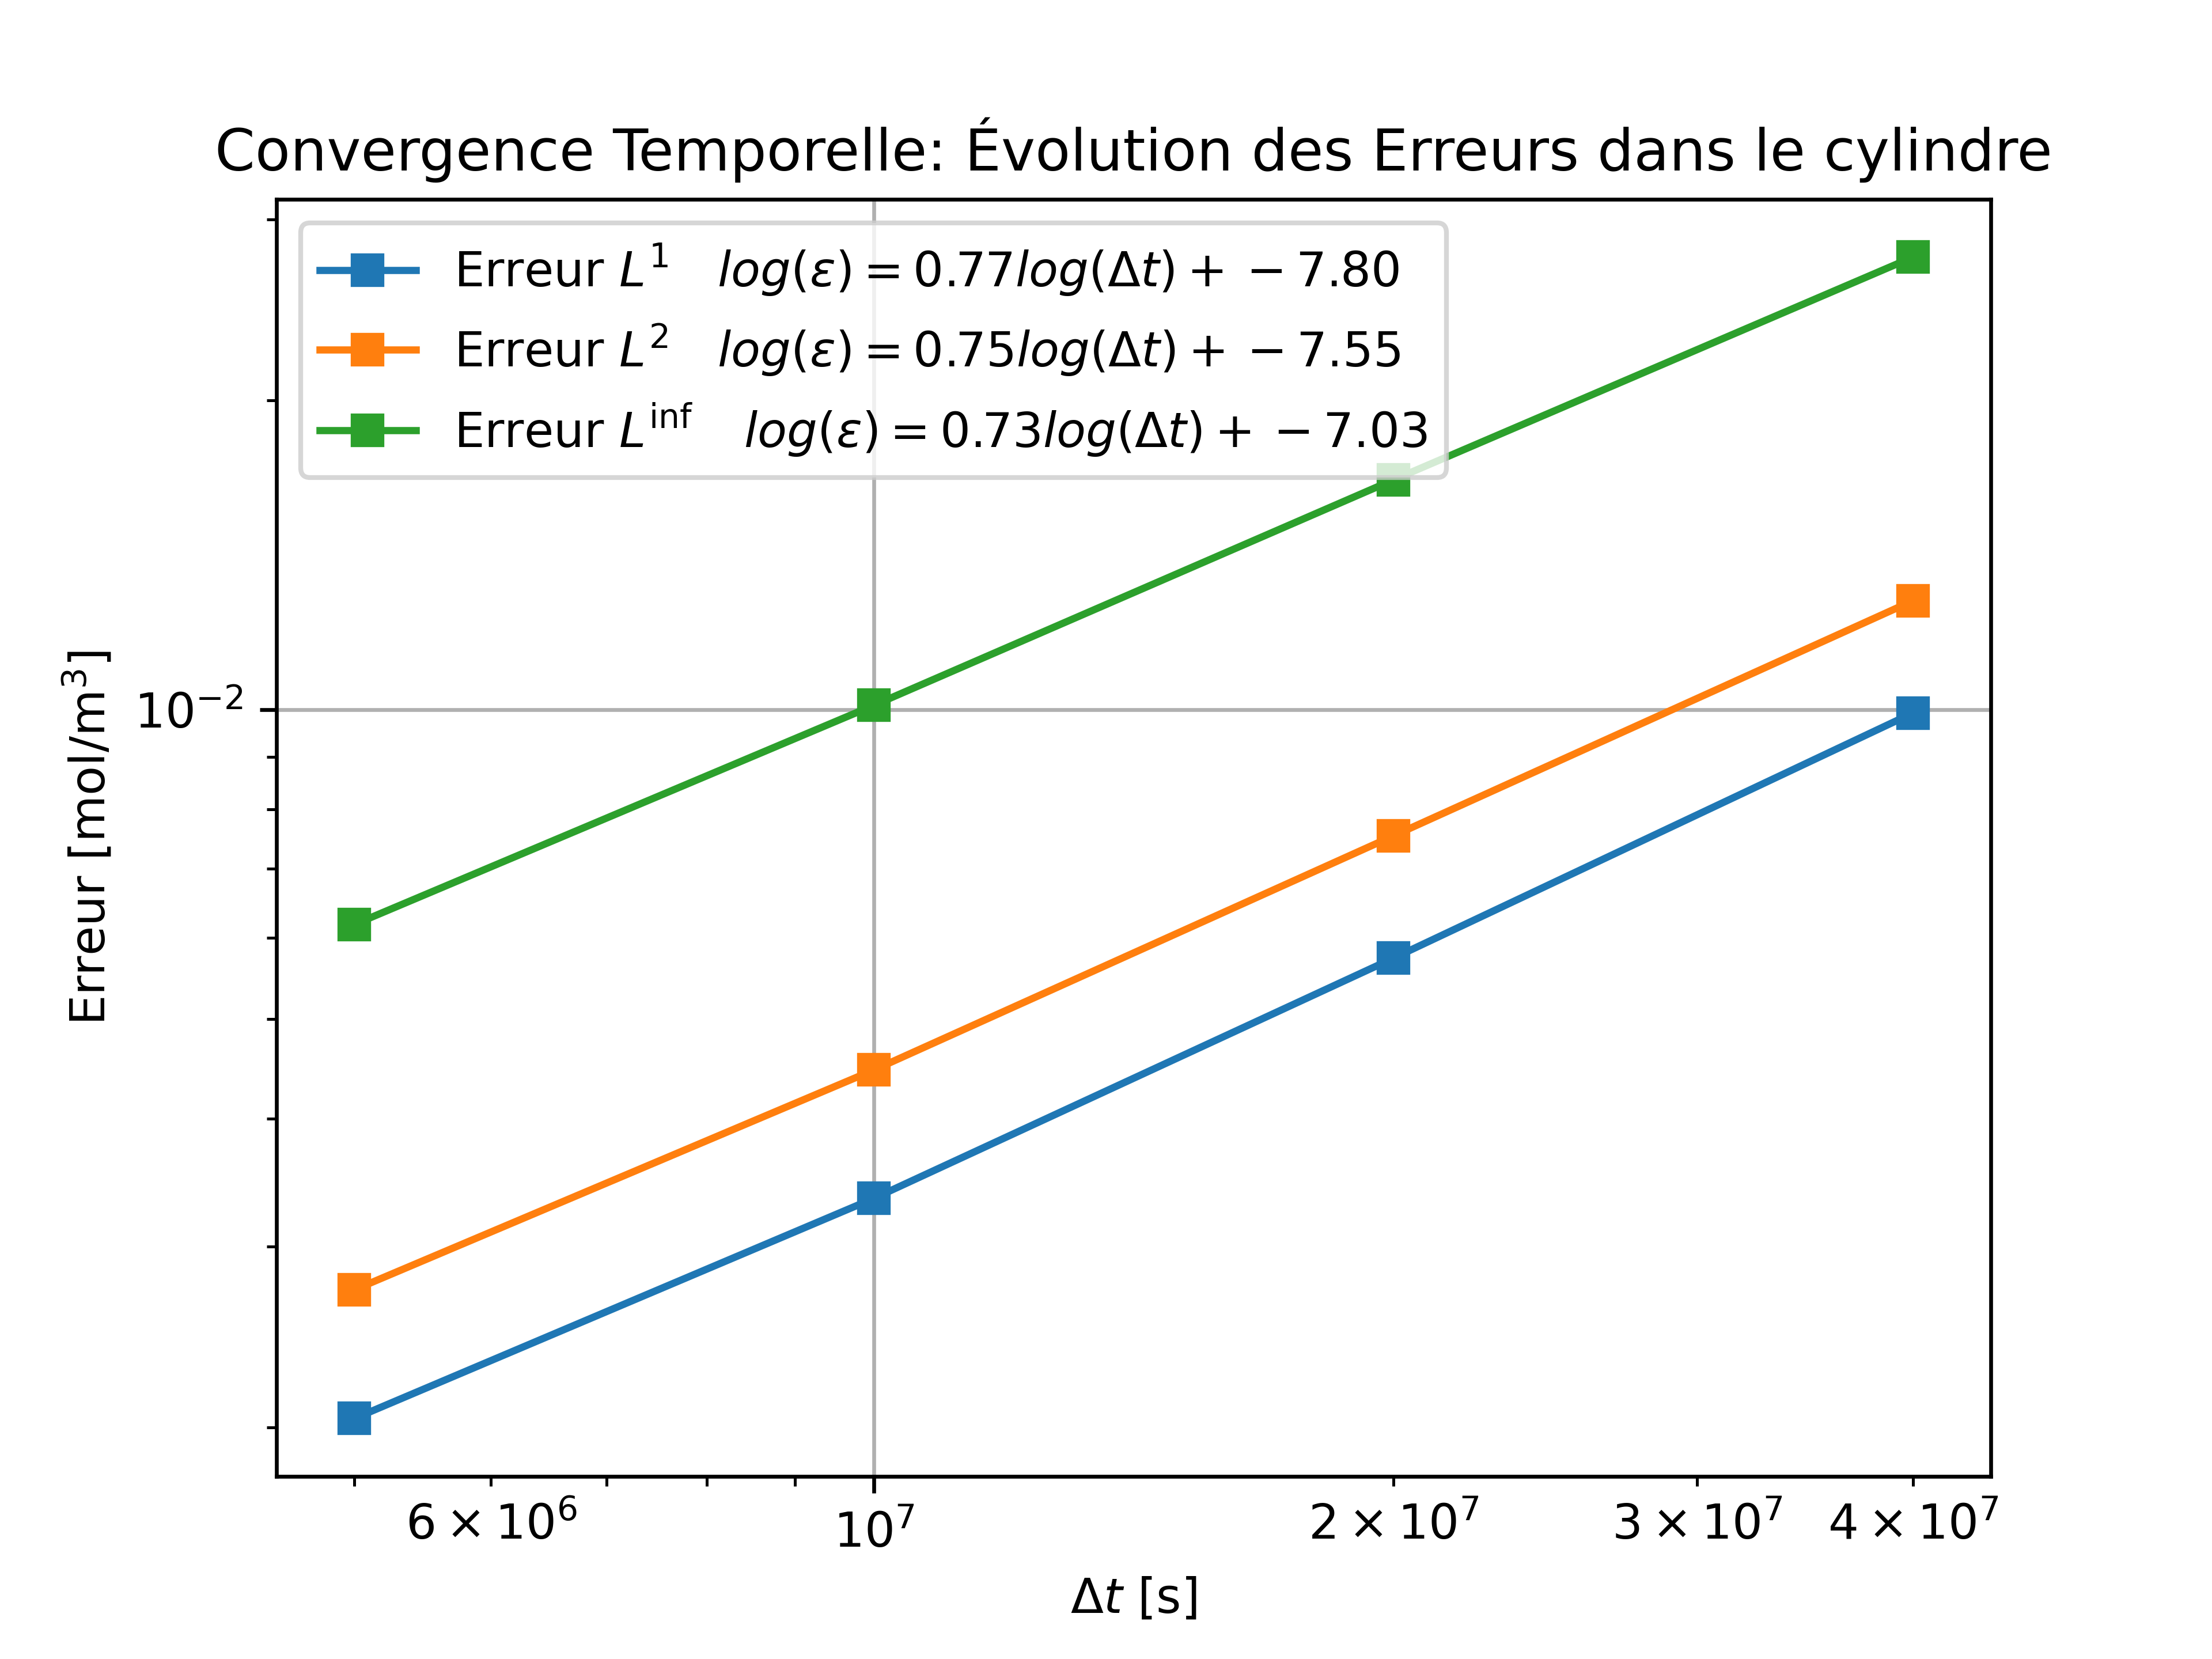 Convergence Temporelle: Évolution des Erreurs dans le cylindre
Erreur L¹ log(ε) = 0.77log(Δt) + −7.80
Erreur L² log(ε) = 0.75log(Δt) + −7.55
Erreur L^inf log(ε) = 0.73log(Δt) + −7.03
Erreur [mol/m³]
10⁻²
6 × 10⁶
10⁷
2 × 10⁷
3 × 10⁷
4 × 10⁷
Δt [s]